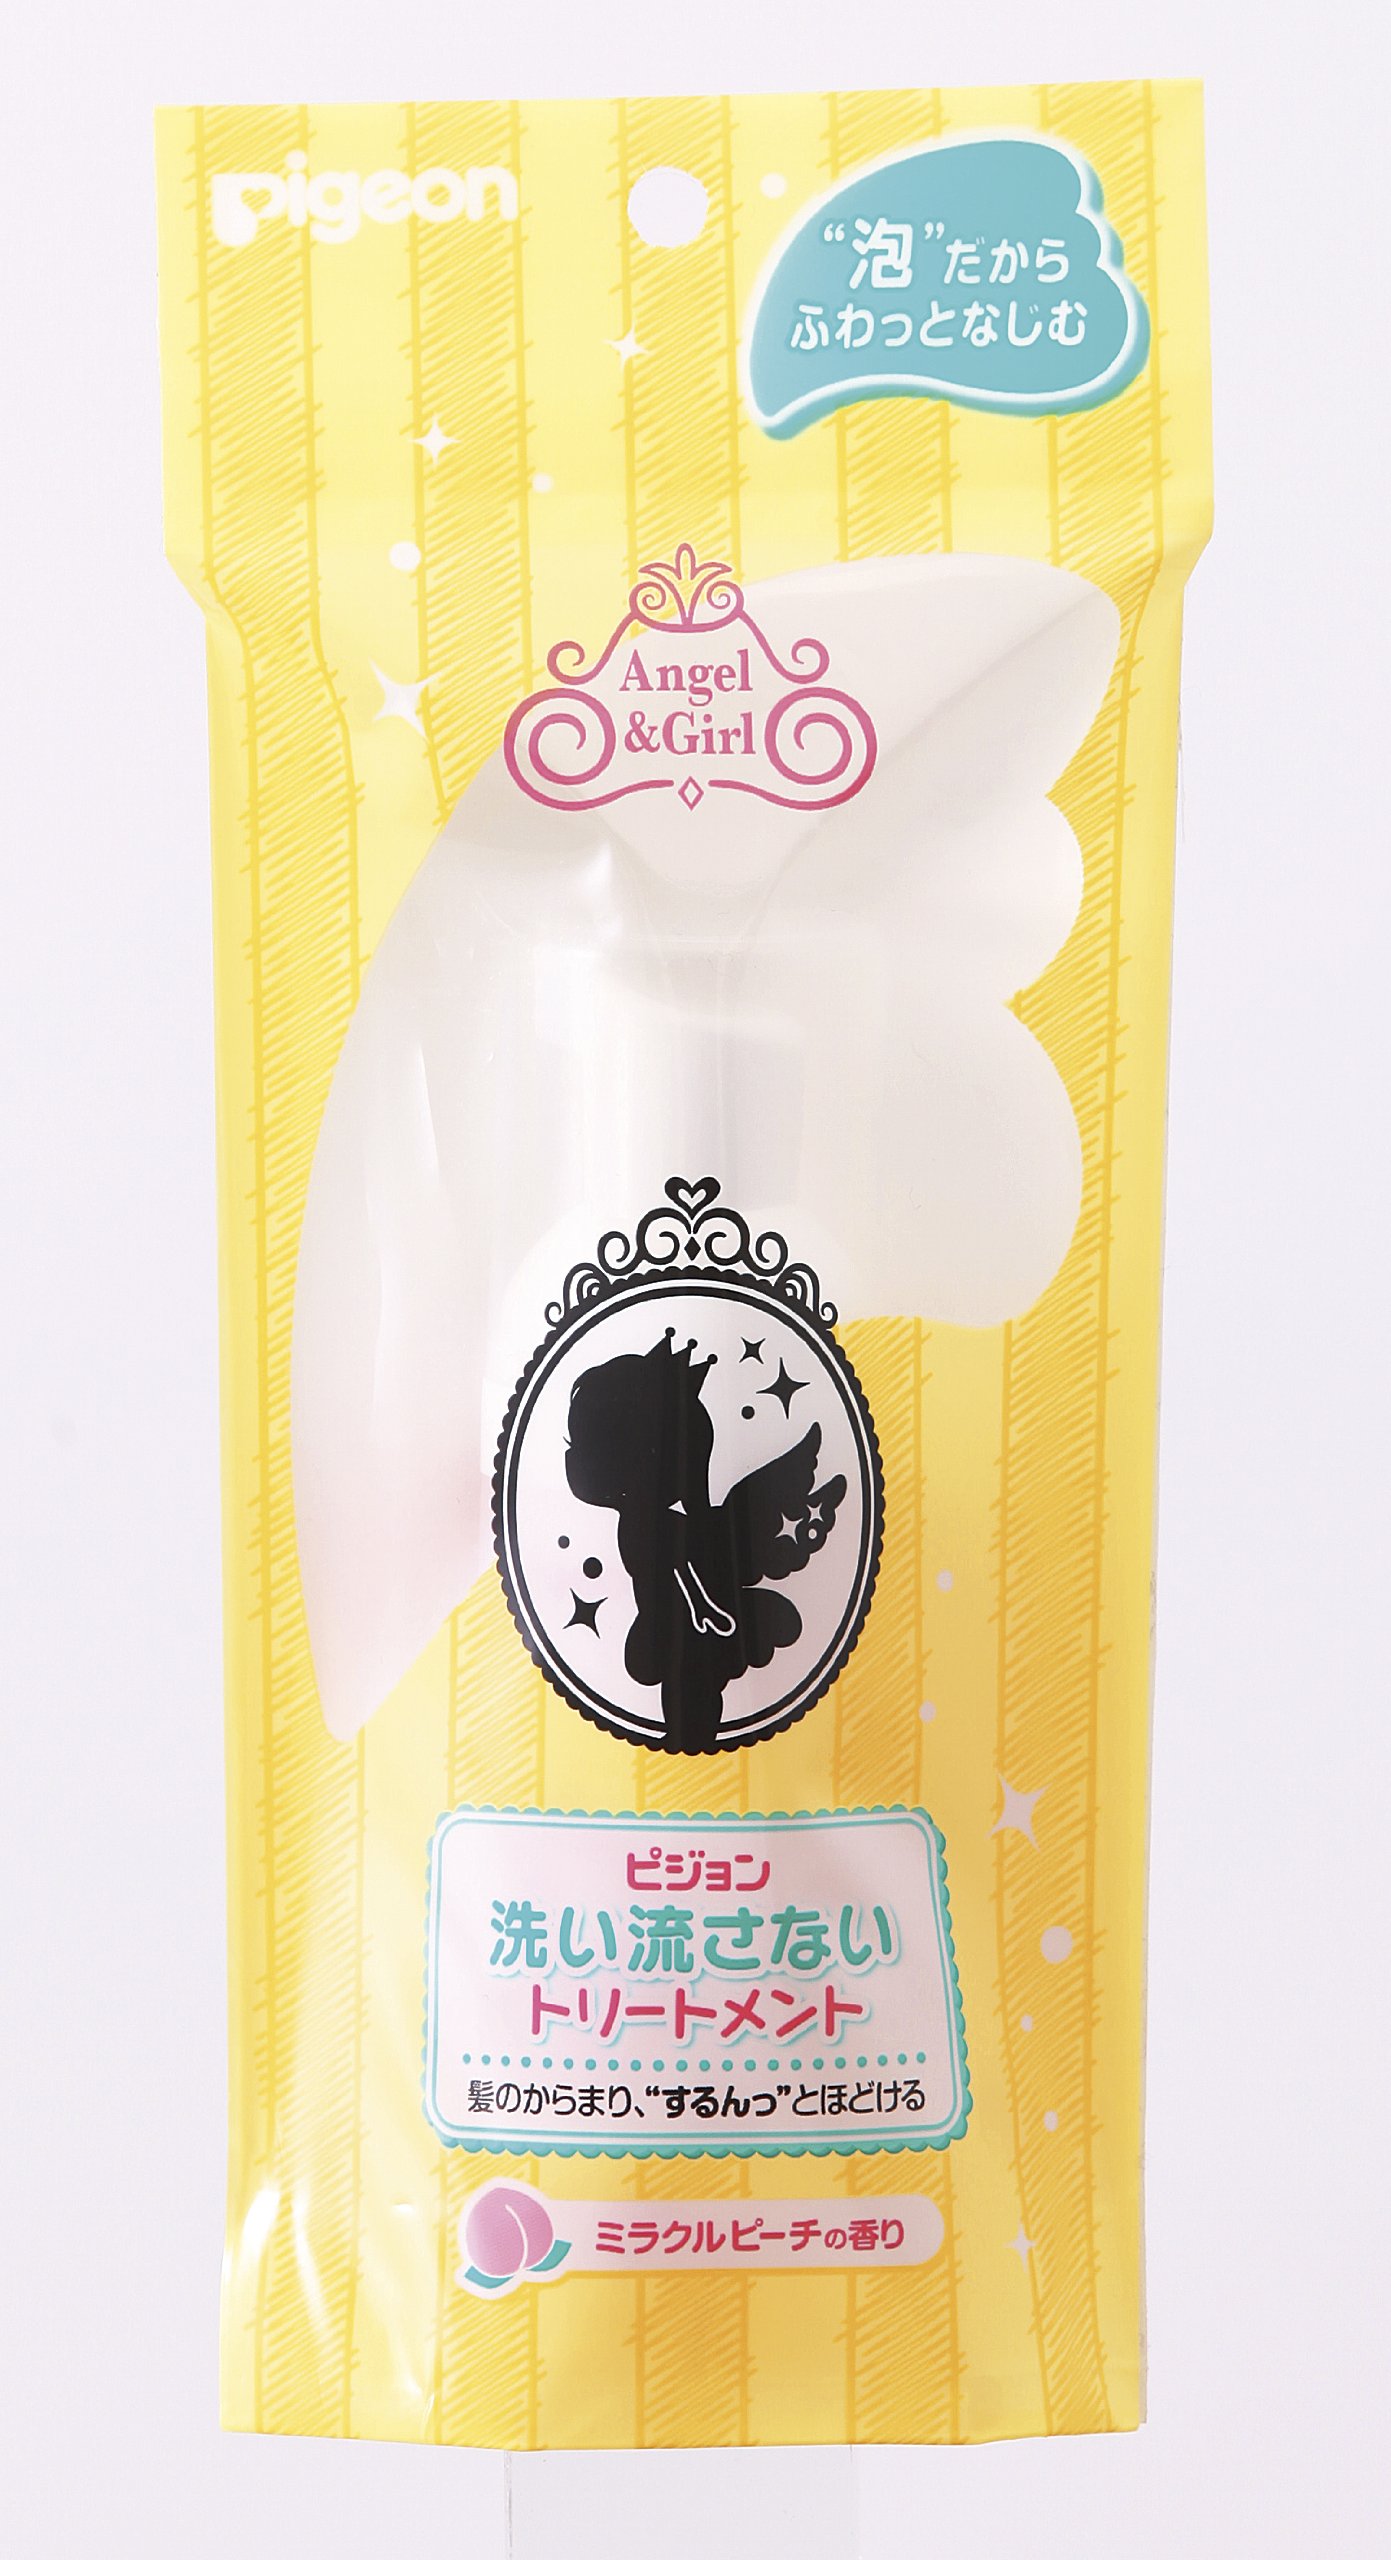 pigeon
“泡”だから
ふわっとなじむ
Angel
&Girl
ピジョン
洗い流さない
トリートメント
髪のからまり、“するんっ”とほどける
ミラクルピーチの香り